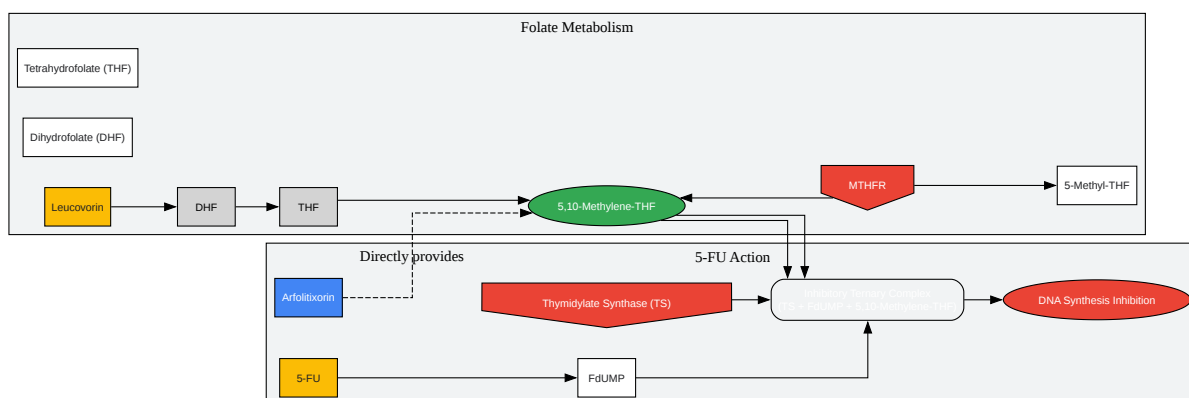 Folate Metabolism
Tetrahydrofolate (THF)
Dihydrofolate (DHF)
Leucovorin
DHF
THF
5,10-Methylene-THF
MTHFR
5-Methyl-THF
Directly provides
5-FU Action
Arfolitixorin
Thymidylate Synthase (TS)
Inhibitory Ternary Complex
(TS + FdUMP + 5,10-Methylene-THF)
DNA Synthesis Inhibition
5-FU
FdUMP